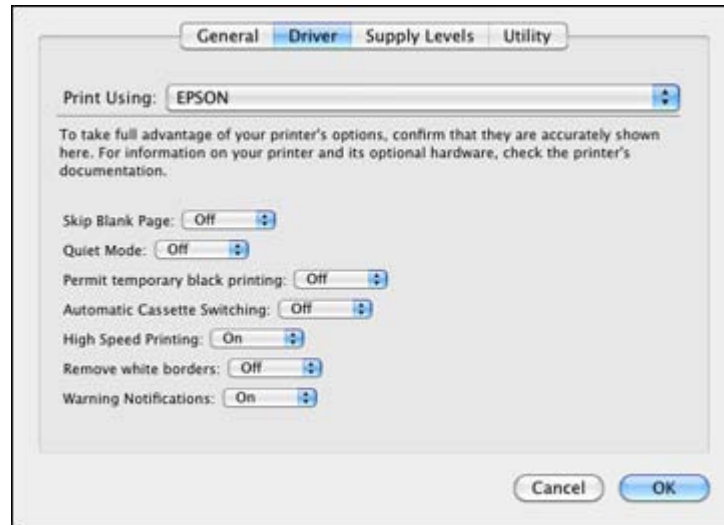 General Driver Supply Levels Utility
Print Using: EPSON
To take full advantage of your printer's options, confirm that they are accurately shown
here. For information on your printer and its optional hardware, check the printer's
documentation.
Skip Blank Page: Off
Quiet Mode: Off
Permit temporary black printing: Off
Automatic Cassette Switching: Off
High Speed Printing: On
Remove white borders: Off
Warning Notifications: On
Cancel OK